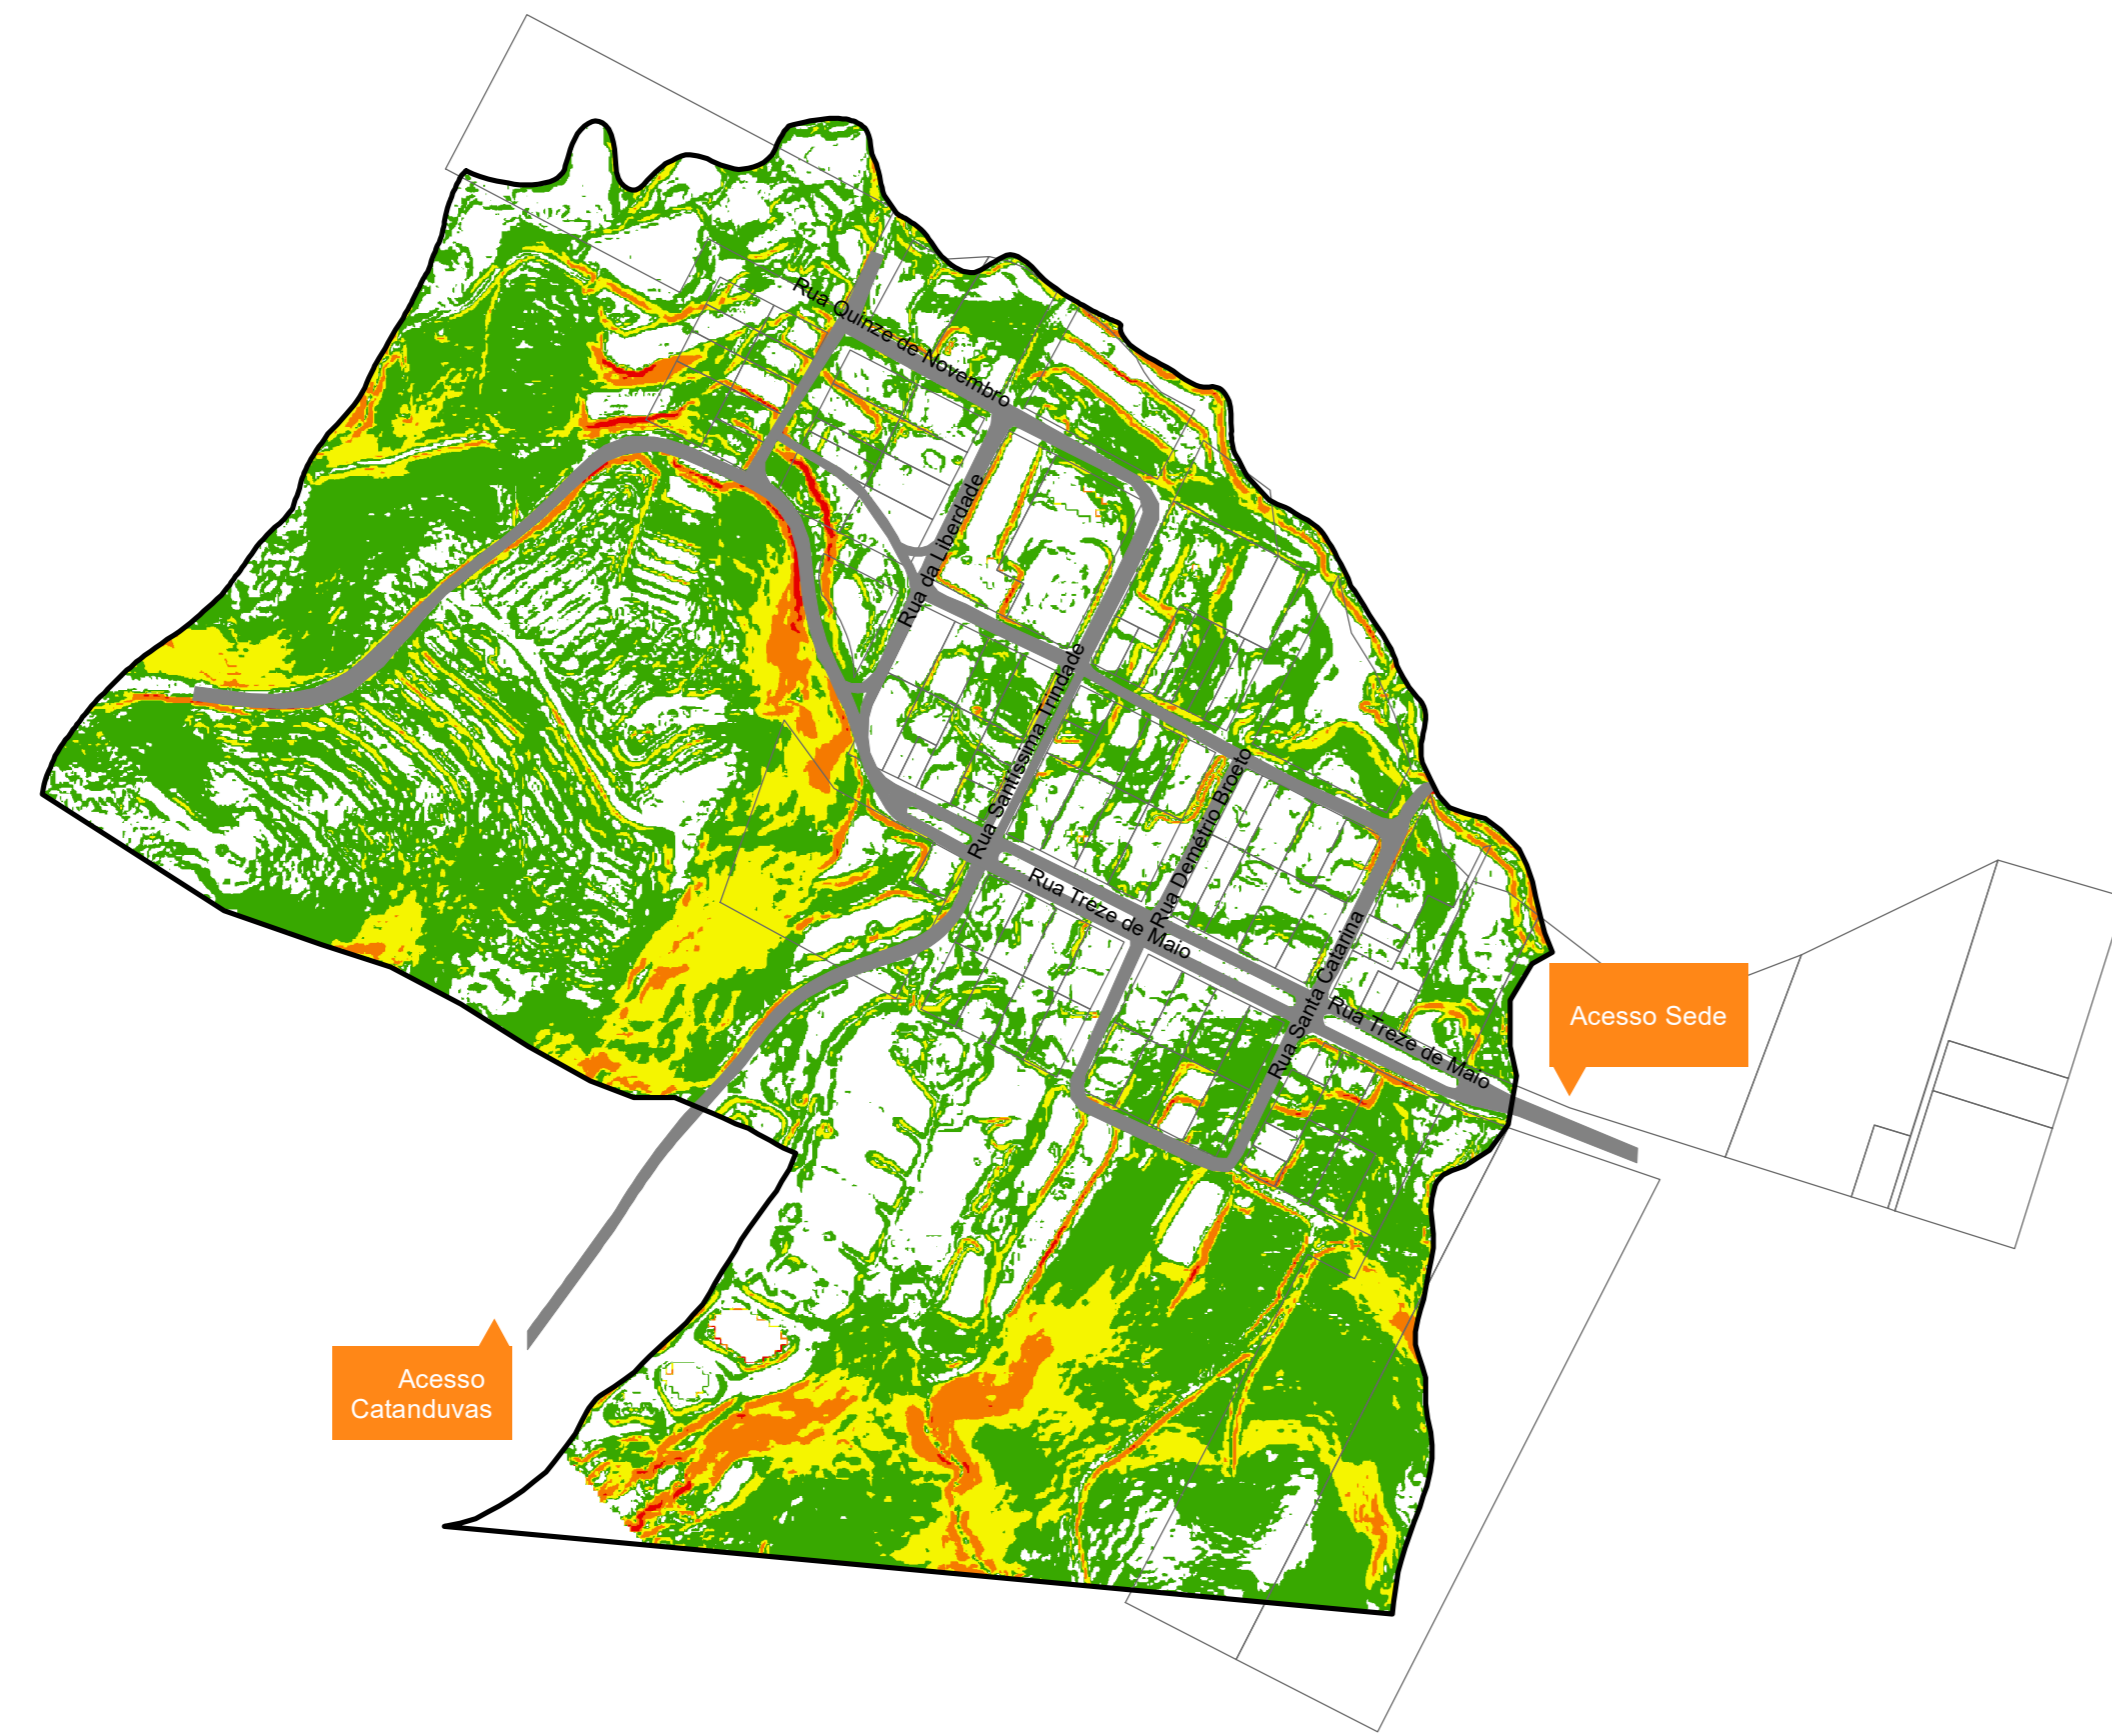 Rua Quinze de Novembro
Rua da Liberdade
Rua Santíssima Trindade
Rua Demétrio Broeto
Rua Treze de Maio
Rua Santa Catarina
Rua Treze de Maio
Acesso Sede
Acesso
Catanduvas